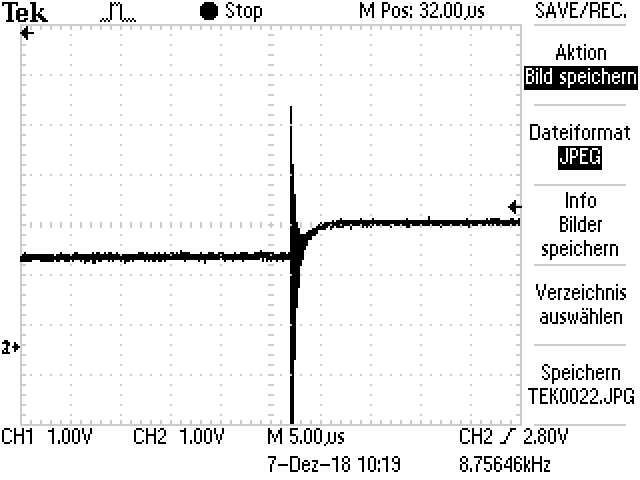 Tek Stop M Pos: 32.00µs SAVE/REC.
Aktion
Bild speichern
Dateiformat
JPEG
Info
Bilder
speichern
Verzeichnis
auswählen
Speichern
TEK0022.JPG
CH1 1.00V CH2 1.00V M 5.00µs CH2 2.80V
7-Dez-18 10:19 8.75646kHz